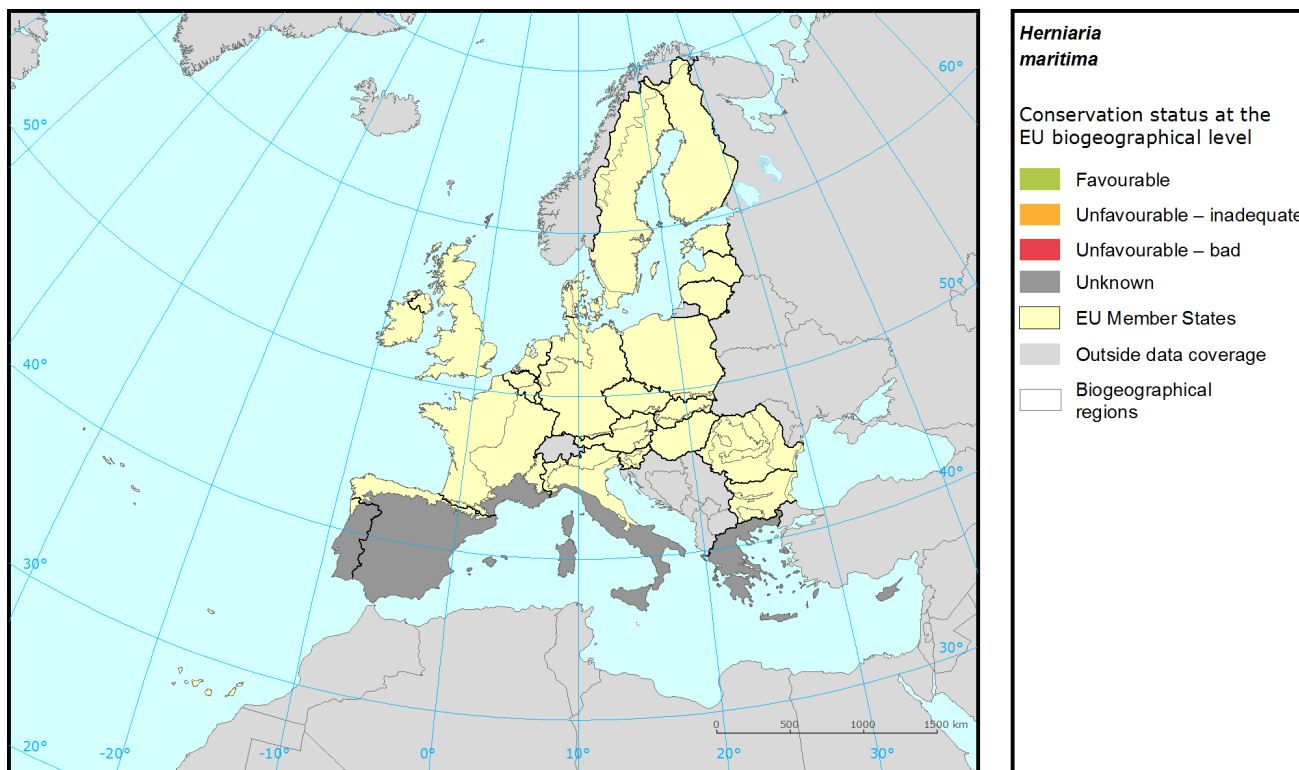 Herniaria
maritima
Conservation status at the
EU biogeographical level
Favourable
Unfavourable – inadequate
Unfavourable – bad
Unknown
EU Member States
Outside data coverage
Biogeographical
regions
60°
50°
50°
40°
40°
30°
30°
20°
-20°
-10°
0°
10°
20°
30°
0 500 1000 1500 km